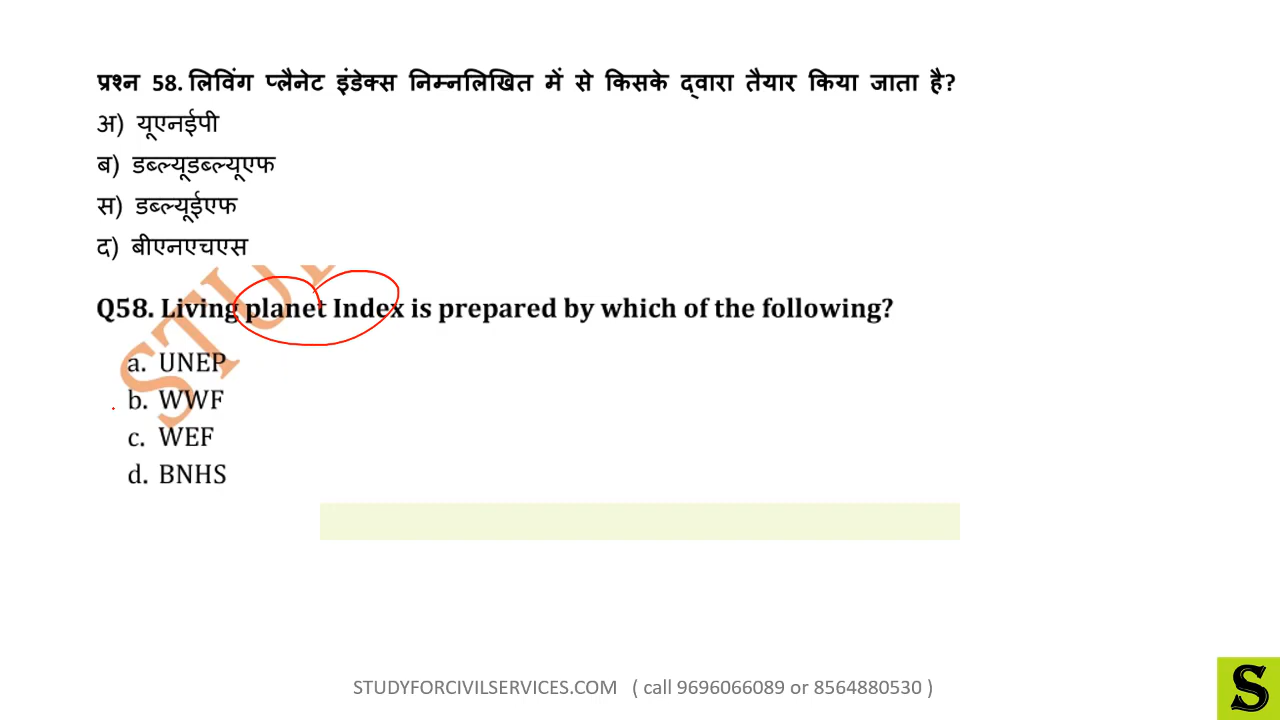 प्रश्न 58. लिविंग प्लैनेट इंडेक्स निम्नलिखित में से किसके द्वारा तैयार किया जाता है?
अ) यूएनईपी
ब) डब्ल्यूडब्ल्यूएफ
स) डब्ल्यूईएफ
द) बीएनएचएस
Q58. Living planet Index is prepared by which of the following?
a. UNEP
b. WWF
c. WEF
d. BNHS
STUDYFORCIVILSERVICES.COM ( call 9696066089 or 8564880530 )
S